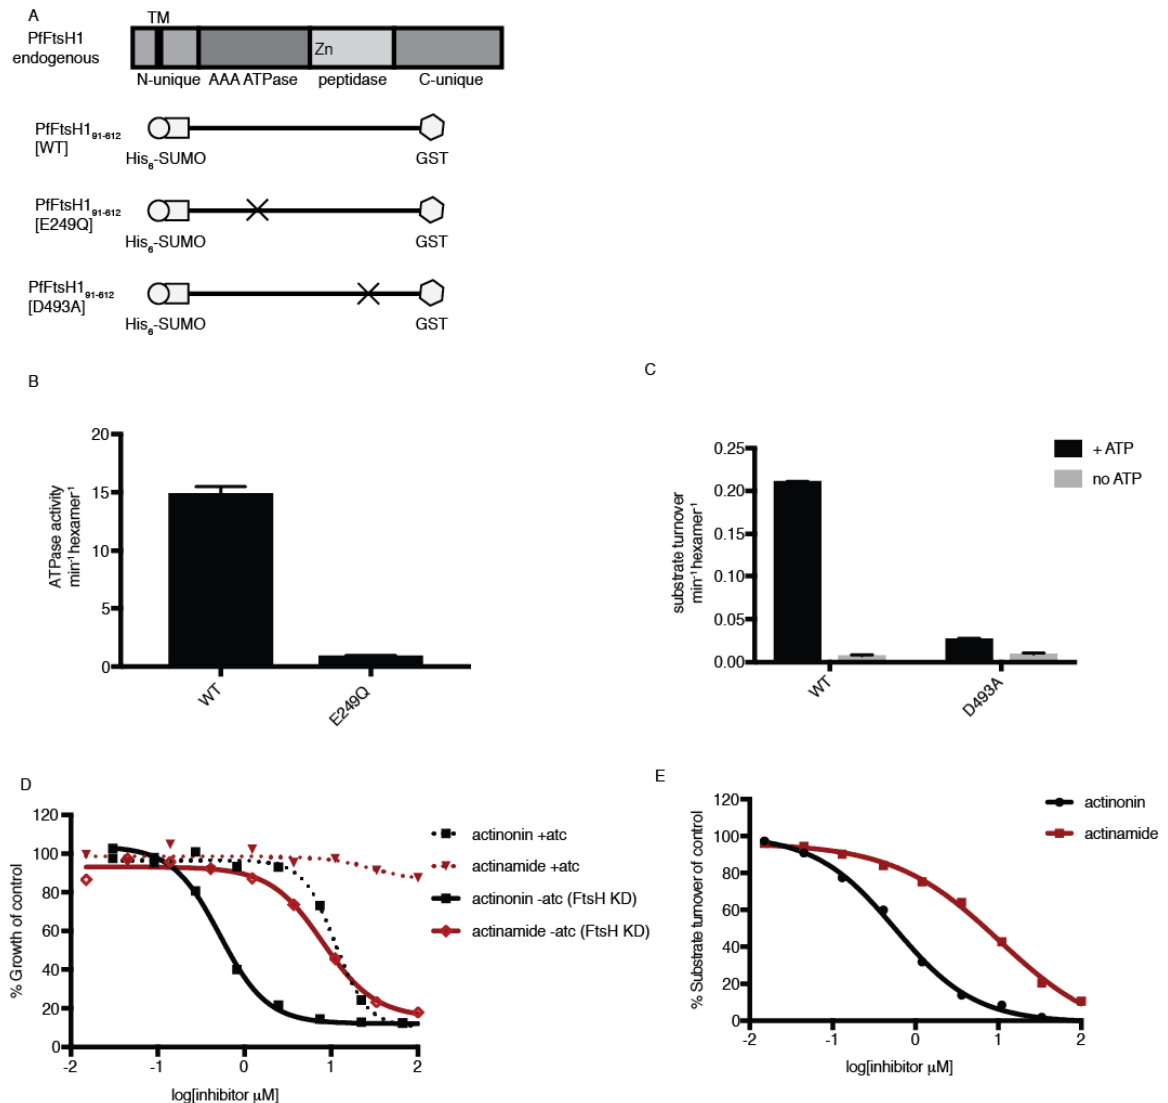 A
TM
PfFtsH1
endogenous
Zn
N-unique AAA ATPase peptidase C-unique
PfFtsH1₉₁₋₆₁₂
[WT]
His₆-SUMO GST
PfFtsH1₉₁₋₆₁₂
[E249Q]
His₆-SUMO GST
PfFtsH1₉₁₋₆₁₂
[D493A]
His₆-SUMO GST
B
ATPase activity
min⁻¹ hexamer⁻¹
20
15
10
5
0
WT
E249Q
C
substrate turnover
min⁻¹ hexamer⁻¹
0.25
0.20
0.15
0.10
0.05
0.00
WT
D493A
+ ATP
no ATP
D
% Growth of control
120
100
80
60
40
20
0
-2 -1 0 1 2
log[inhibitor μM]
actinonin +atc
actinamide +atc
actinonin -atc (FtsH KD)
actinamide -atc (FtsH KD)
E
% Substrate turnover of control
120
100
80
60
40
20
0
-2 -1 0 1 2
log[inhibitor μM]
actinonin
actinamide